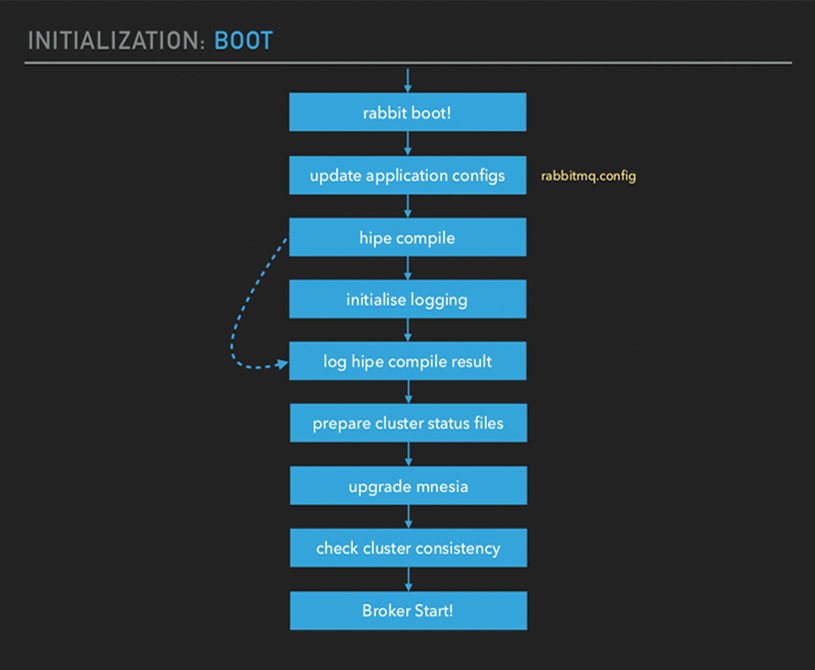 INITIALIZATION: BOOT
rabbit boot!
update application configs
rabbitmq.config
hipe compile
initialise logging
log hipe compile result
prepare cluster status files
upgrade mnesia
check cluster consistency
Broker Start!